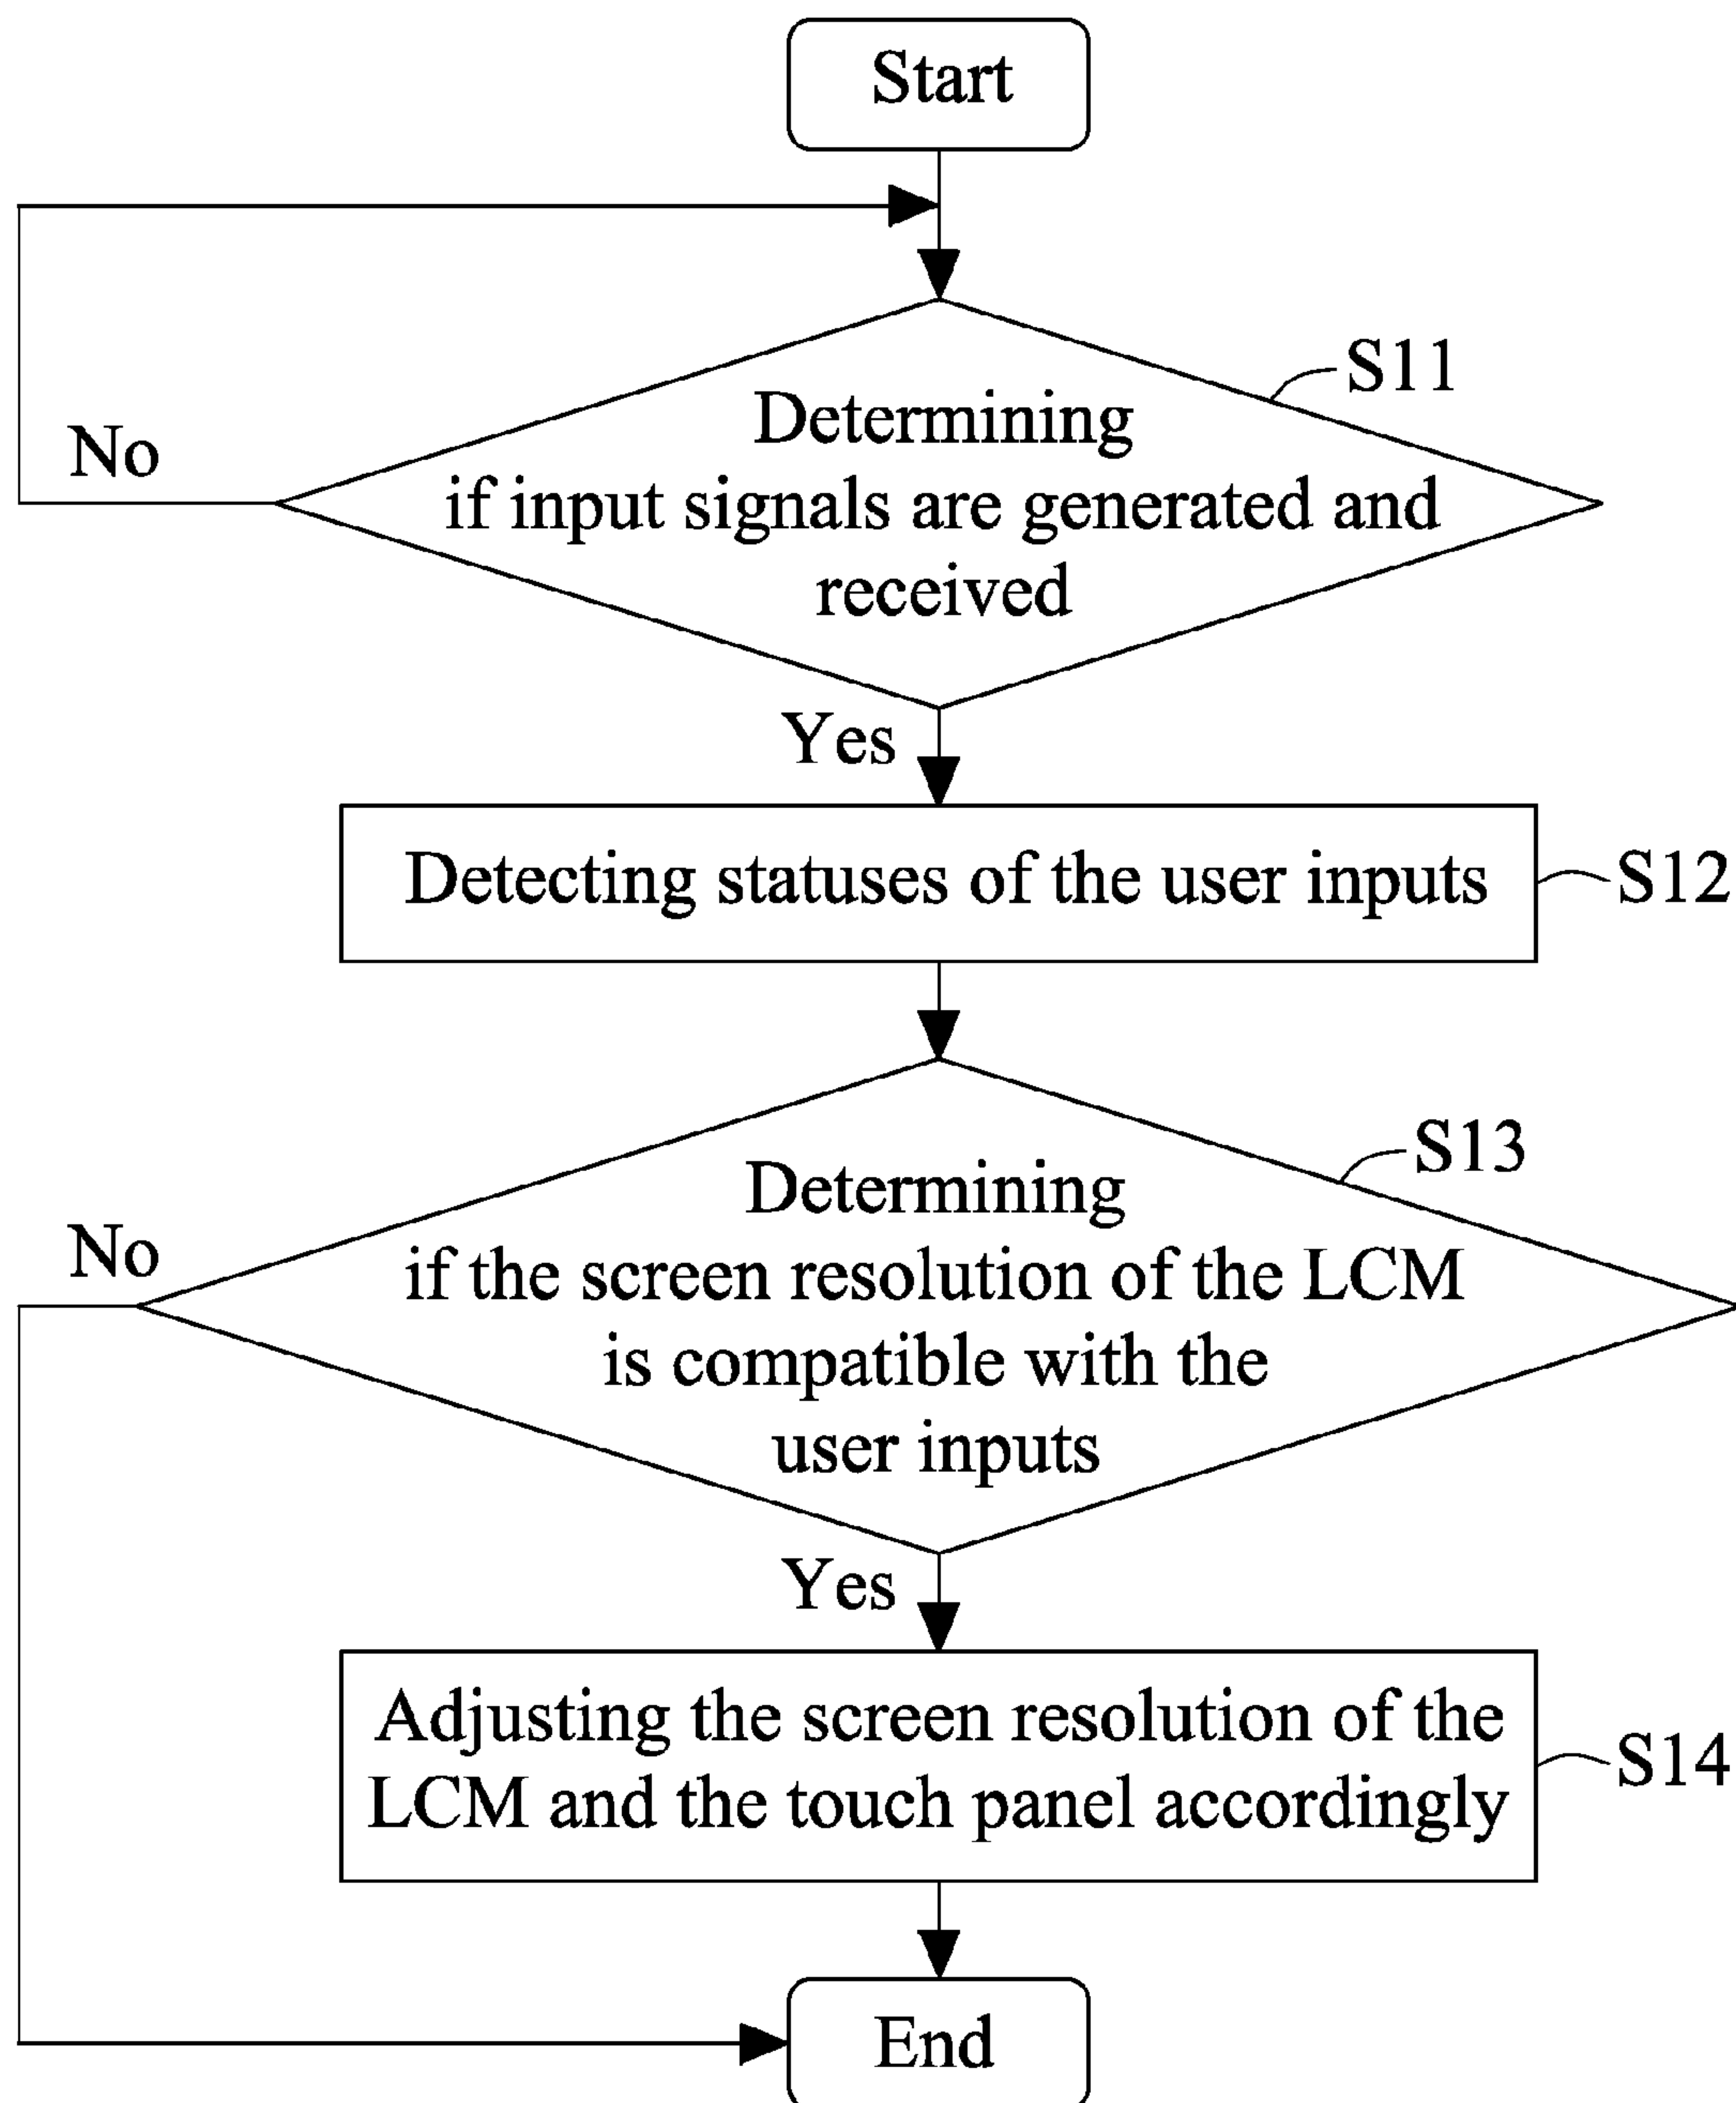 Start
S11
Determining
if input signals are generated and
received
No
Yes
Detecting statuses of the user inputs
S12
S13
Determining
if the screen resolution of the LCM
is compatible with the
user inputs
No
Yes
Adjusting the screen resolution of the
LCM and the touch panel accordingly
S14
End